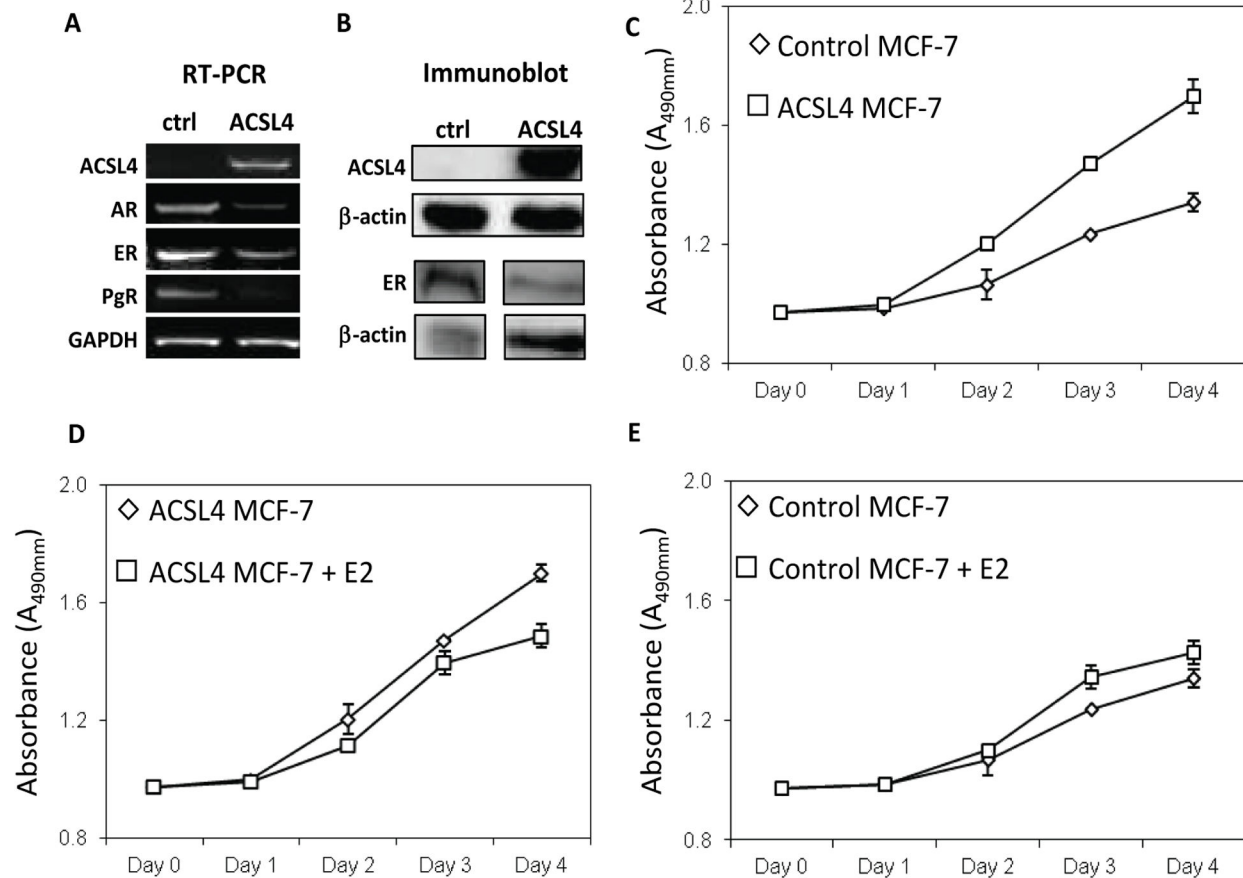 A
RT-PCR
ctrl ACSL4
ACSL4
AR
ER
PgR
GAPDH
B
Immunoblot
ctrl ACSL4
ACSL4
β-actin
ER
β-actin
C
2.0
1.6
1.2
0.8
Absorbance (A490mm)
Control MCF-7
ACSL4 MCF-7
Day 0 Day 1 Day 2 Day 3 Day 4
D
2.0
1.6
1.2
0.8
Absorbance (A490mm)
ACSL4 MCF-7
ACSL4 MCF-7 + E2
Day 0 Day 1 Day 2 Day 3 Day 4
E
2.0
1.6
1.2
0.8
Absorbance (A490mm)
Control MCF-7
Control MCF-7 + E2
Day 0 Day 1 Day 2 Day 3 Day 4